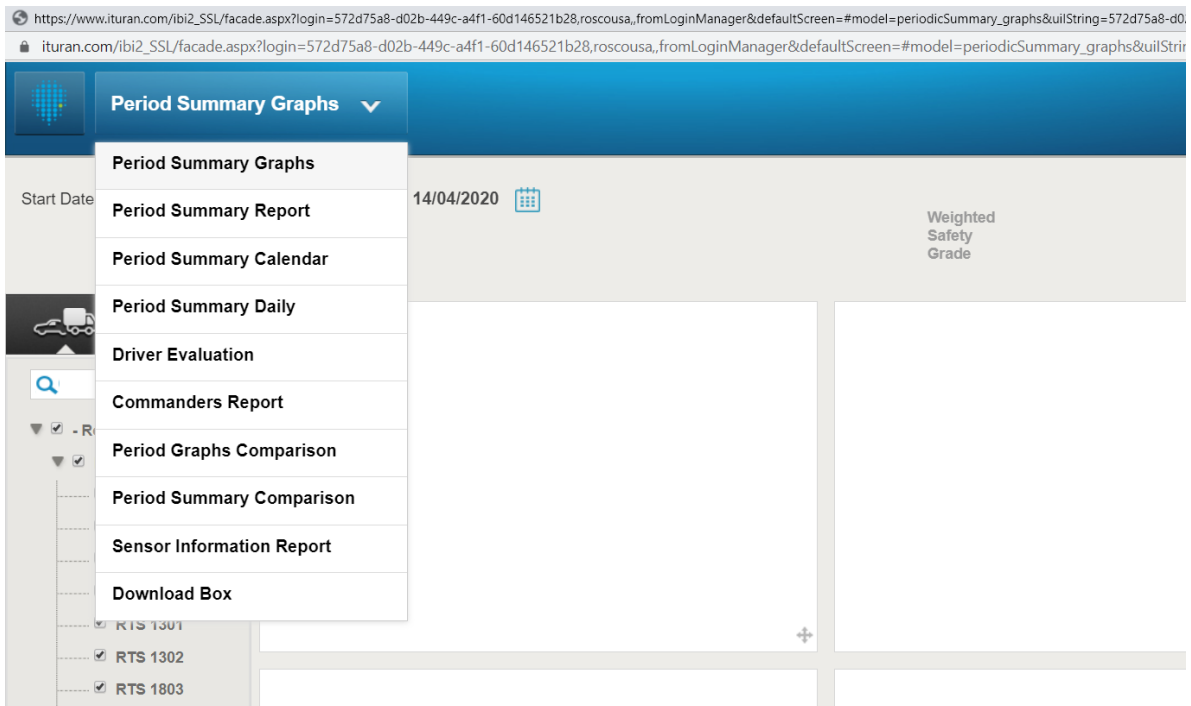 https://www.ituran.com/ibi2_SSL/facade.aspx?login=572d75a8-d02b-449c-a4f1-60d146521b28,roscousa,,fromLoginManager&defaultScreen=#model=periodicSummary_graphs&uilString=572d75a8-d02
ituran.com/ibi2_SSL/facade.aspx?login=572d75a8-d02b-449c-a4f1-60d146521b28,roscousa,,fromLoginManager&defaultScreen=#model=periodicSummary_graphs&uilStrin
Period Summary Graphs
Period Summary Graphs
Start Date
14/04/2020
Period Summary Report
Weighted
Safety
Grade
Period Summary Calendar
Period Summary Daily
Driver Evaluation
Commanders Report
- R
Period Graphs Comparison
Period Summary Comparison
Sensor Information Report
Download Box
RTS 1301
RTS 1302
RTS 1803